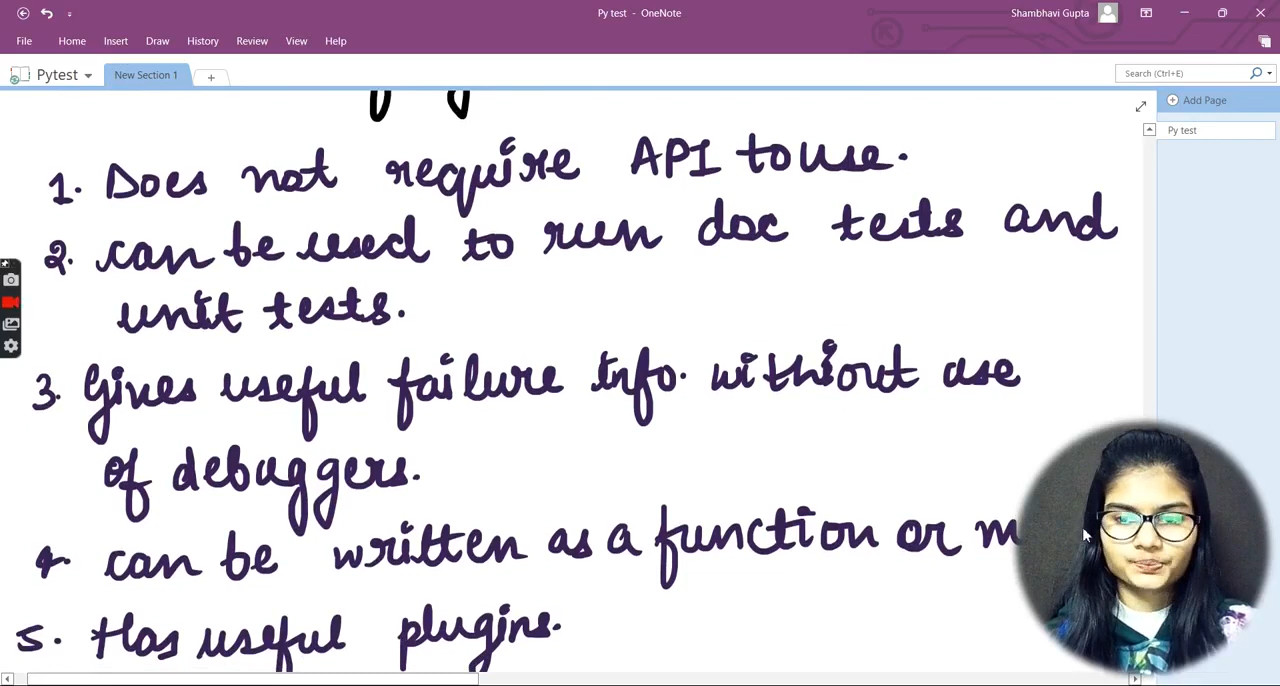 Py test - OneNote
Shambhavi Gupta
File Home Insert Draw History Review View Help
Pytest
New Section 1
Search (Ctrl+E)
Add Page
Py test
1. Does not require API to use.
2. can be used to run doc tests and
unit tests.
3. Gives useful failure info. without use
of debuggers.
4. can be written as a function or m
5. Has useful plugins.